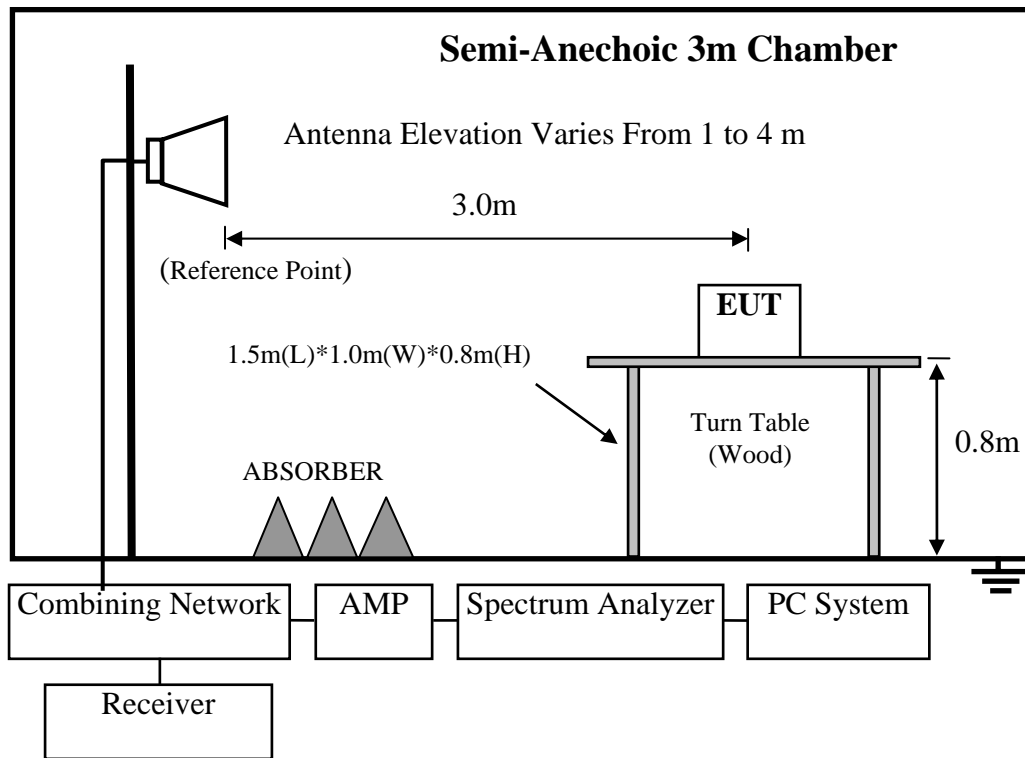 Semi-Anechoic 3m Chamber
Antenna Elevation Varies From 1 to 4 m
3.0m
(Reference Point)
EUT
1.5m(L)*1.0m(W)*0.8m(H)
Turn Table
(Wood)
0.8m
ABSORBER
Combining Network
AMP
Spectrum Analyzer
PC System
Receiver